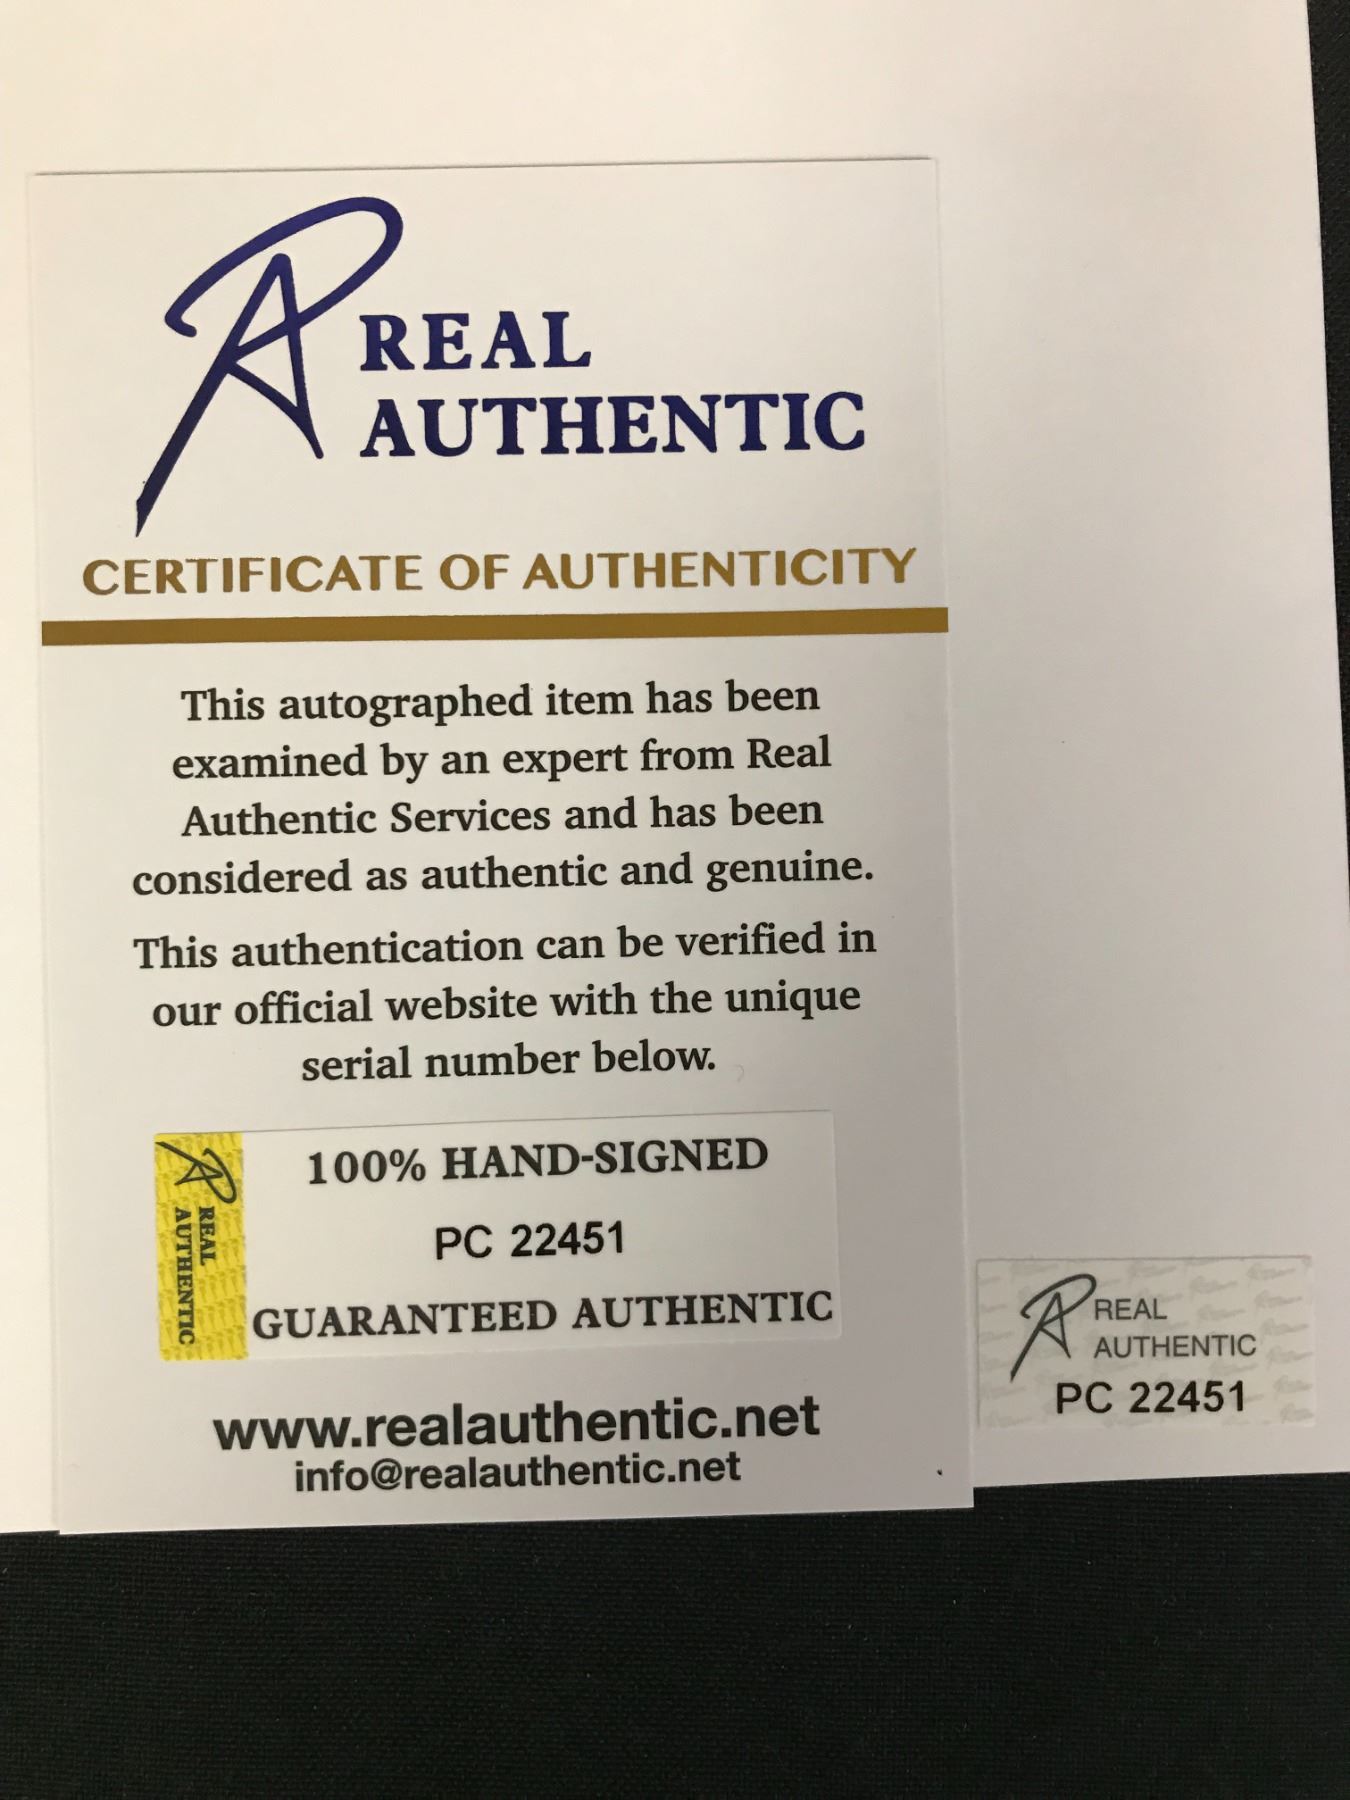 REAL
AUTHENTIC
CERTIFICATE OF AUTHENTICITY
This autographed item has been
examined by an expert from Real
Authentic Services and has been
considered as authentic and genuine.
This authentication can be verified in
our official website with the unique
serial number below.
REAL
AUTHENTIC
100% HAND-SIGNED
PC 22451
GUARANTEED AUTHENTIC
www.realauthentic.net
info@realauthentic.net
REAL
AUTHENTIC
PC 22451